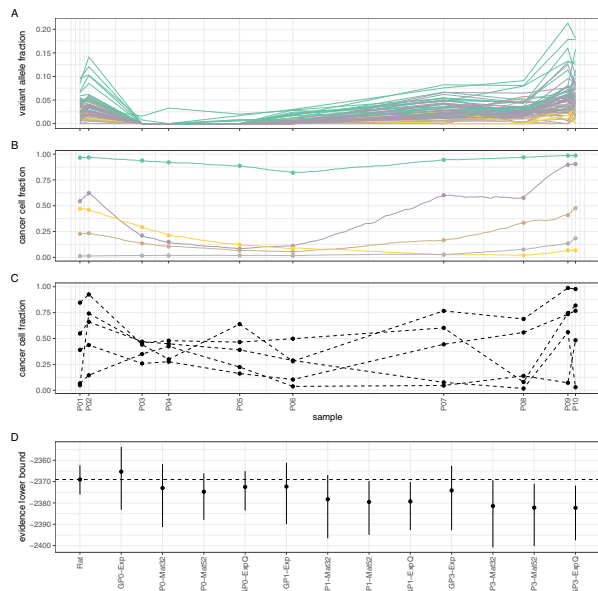 A
variant allele fraction
0.20
0.15
0.10
0.05
0.00
B
cancer cell fraction
1.00
0.75
0.50
0.25
0.00
C
cancer cell fraction
1.00
0.75
0.50
0.25
0.00
P01
P02
P03
P04
P05
P06
P07
P08
P09
P10
sample
D
evidence lower bound
−2360
−2370
−2380
−2390
−2400
Flat
GP0−Exp
P0−Mat32
P0−Mat52
iP0−ExpQ
GP1−Exp
P1−Mat32
P1−Mat52
iP1−ExpQ
GP3−Exp
P3−Mat32
P3−Mat52
iP3−ExpQ